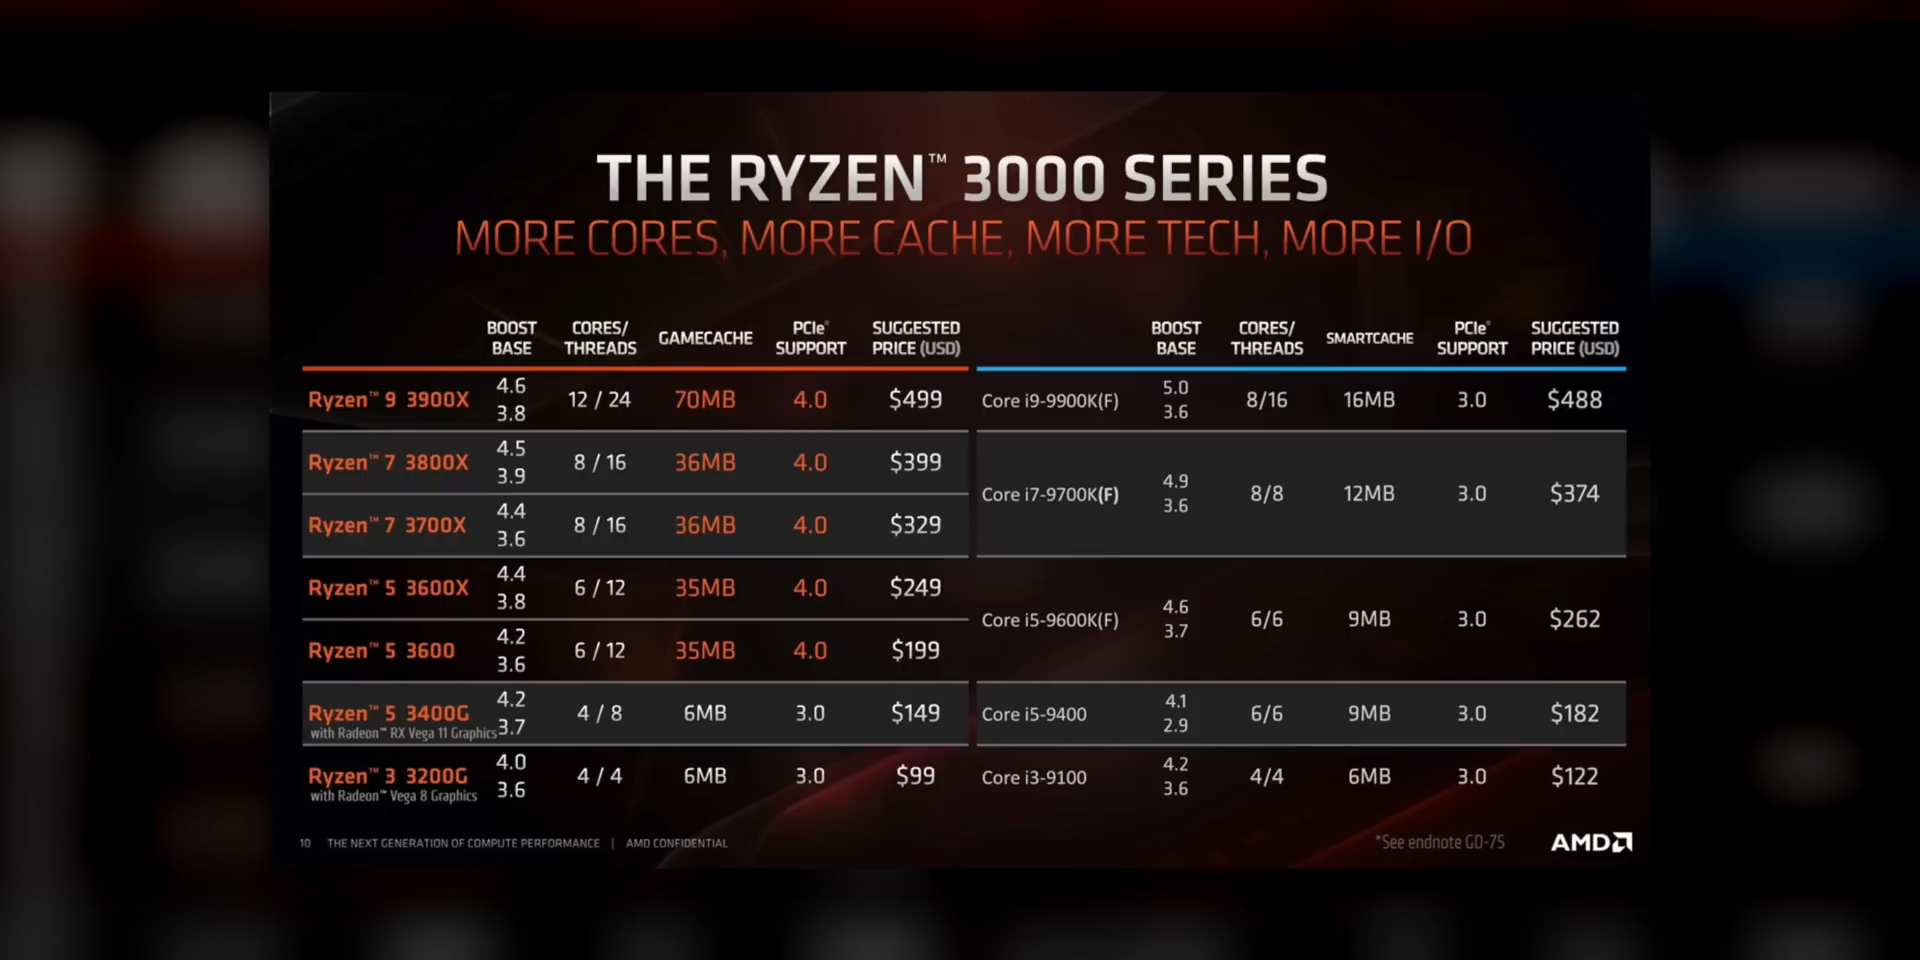 THE RYZEN™ 3000 SERIES
MORE CORES, MORE CACHE, MORE TECH, MORE I/O
BOOST BASE CORES/ THREADS GAMECACHE PCIe® SUPPORT SUGGESTED PRICE (USD)
Ryzen™ 9 3900X 4.6 3.8 12 / 24 70MB 4.0 $499
Ryzen™ 7 3800X 4.5 3.9 8 / 16 36MB 4.0 $399
Ryzen™ 7 3700X 4.4 3.6 8 / 16 36MB 4.0 $329
Ryzen™ 5 3600X 4.4 3.8 6 / 12 35MB 4.0 $249
Ryzen™ 5 3600 4.2 3.6 6 / 12 35MB 4.0 $199
Ryzen™ 5 3400G with Radeon™ RX Vega 11 Graphics 4.2 3.7 4 / 8 6MB 3.0 $149
Ryzen™ 3 3200G with Radeon™ Vega 8 Graphics 4.0 3.6 4 / 4 6MB 3.0 $99
BOOST BASE CORES/ THREADS SMARTCACHE PCIe® SUPPORT SUGGESTED PRICE (USD)
Core i9-9900K(F) 5.0 3.6 8/16 16MB 3.0 $488
Core i7-9700K(F) 4.9 3.6 8/8 12MB 3.0 $374
Core i5-9600K(F) 4.6 3.7 6/6 9MB 3.0 $262
Core i5-9400 4.1 2.9 6/6 9MB 3.0 $182
Core i3-9100 4.2 3.6 4/4 6MB 3.0 $122
10 THE NEXT GENERATION OF COMPUTE PERFORMANCE | AMD CONFIDENTIAL
*See endnote GD-75
AMD